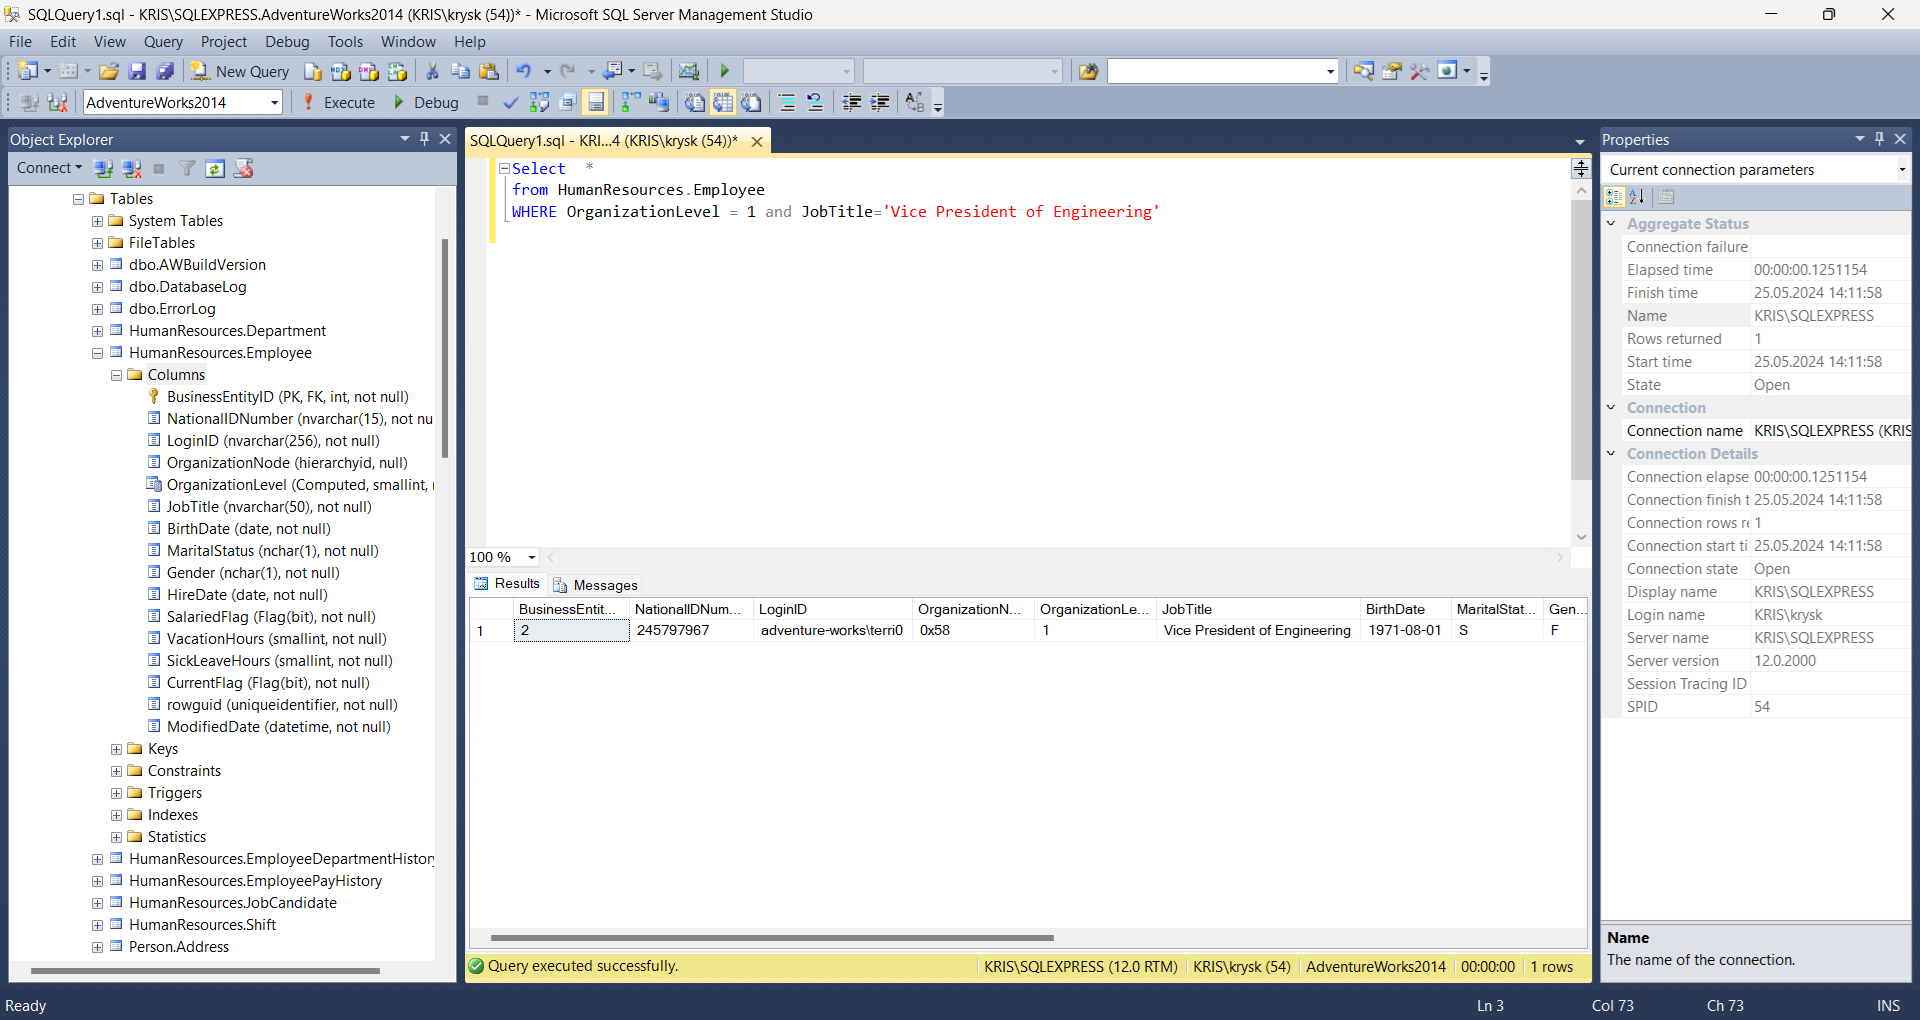 SQLQuery1.sql - KRIS\SQLEXPRESS.AdventureWorks2014 (KRIS\krysk (54))* - Microsoft SQL Server Management Studio
File Edit View Query Project Debug Tools Window Help
New Query
AdventureWorks2014 Execute Debug
Object Explorer
Connect
Tables
System Tables
FileTables
dbo.AWBuildVersion
dbo.DatabaseLog
dbo.ErrorLog
HumanResources.Department
HumanResources.Employee
Columns
BusinessEntityID (PK, FK, int, not null)
NationalIDNumber (nvarchar(15), not nu
LoginID (nvarchar(256), not null)
OrganizationNode (hierarchyid, null)
OrganizationLevel (Computed, smallint,
JobTitle (nvarchar(50), not null)
BirthDate (date, not null)
MaritalStatus (nchar(1), not null)
Gender (nchar(1), not null)
HireDate (date, not null)
SalariedFlag (Flag(bit), not null)
VacationHours (smallint, not null)
SickLeaveHours (smallint, not null)
CurrentFlag (Flag(bit), not null)
rowguid (uniqueidentifier, not null)
ModifiedDate (datetime, not null)
Keys
Constraints
Triggers
Indexes
Statistics
HumanResources.EmployeeDepartmentHistory
HumanResources.EmployeePayHistory
HumanResources.JobCandidate
HumanResources.Shift
Person.Address
SQLQuery1.sql - KRI...4 (KRIS\krysk (54))*
Select *
from HumanResources.Employee
WHERE OrganizationLevel = 1 and JobTitle='Vice President of Engineering'
100 %
Results Messages
BusinessEntit... NationalIDNum... LoginID OrganizationN... OrganizationLe... JobTitle BirthDate MaritalStat... Gen...
1 2 245797967 adventure-works\terri0 0x58 1 Vice President of Engineering 1971-08-01 S F
Query executed successfully. KRIS\SQLEXPRESS (12.0 RTM) KRIS\krysk (54) AdventureWorks2014 00:00:00 1 rows
Properties
Current connection parameters
Aggregate Status
Connection failure
Elapsed time 00:00:00.1251154
Finish time 25.05.2024 14:11:58
Name KRIS\SQLEXPRESS
Rows returned 1
Start time 25.05.2024 14:11:58
State Open
Connection
Connection name KRIS\SQLEXPRESS (KRIS
Connection Details
Connection elapse 00:00:00.1251154
Connection finish t 25.05.2024 14:11:58
Connection rows re 1
Connection start ti 25.05.2024 14:11:58
Connection state Open
Display name KRIS\SQLEXPRESS
Login name KRIS\krysk
Server name KRIS\SQLEXPRESS
Server version 12.0.2000
Session Tracing ID
SPID 54
Name
The name of the connection.
Ready Ln 3 Col 73 Ch 73 INS